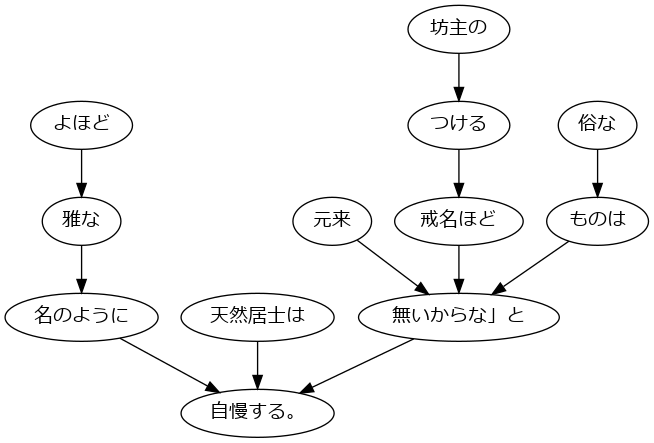 坊主の
よほど
つける
俗な
雅な
元来
戒名ほど
ものは
名のように
天然居士は
無いからな」と
自慢する。